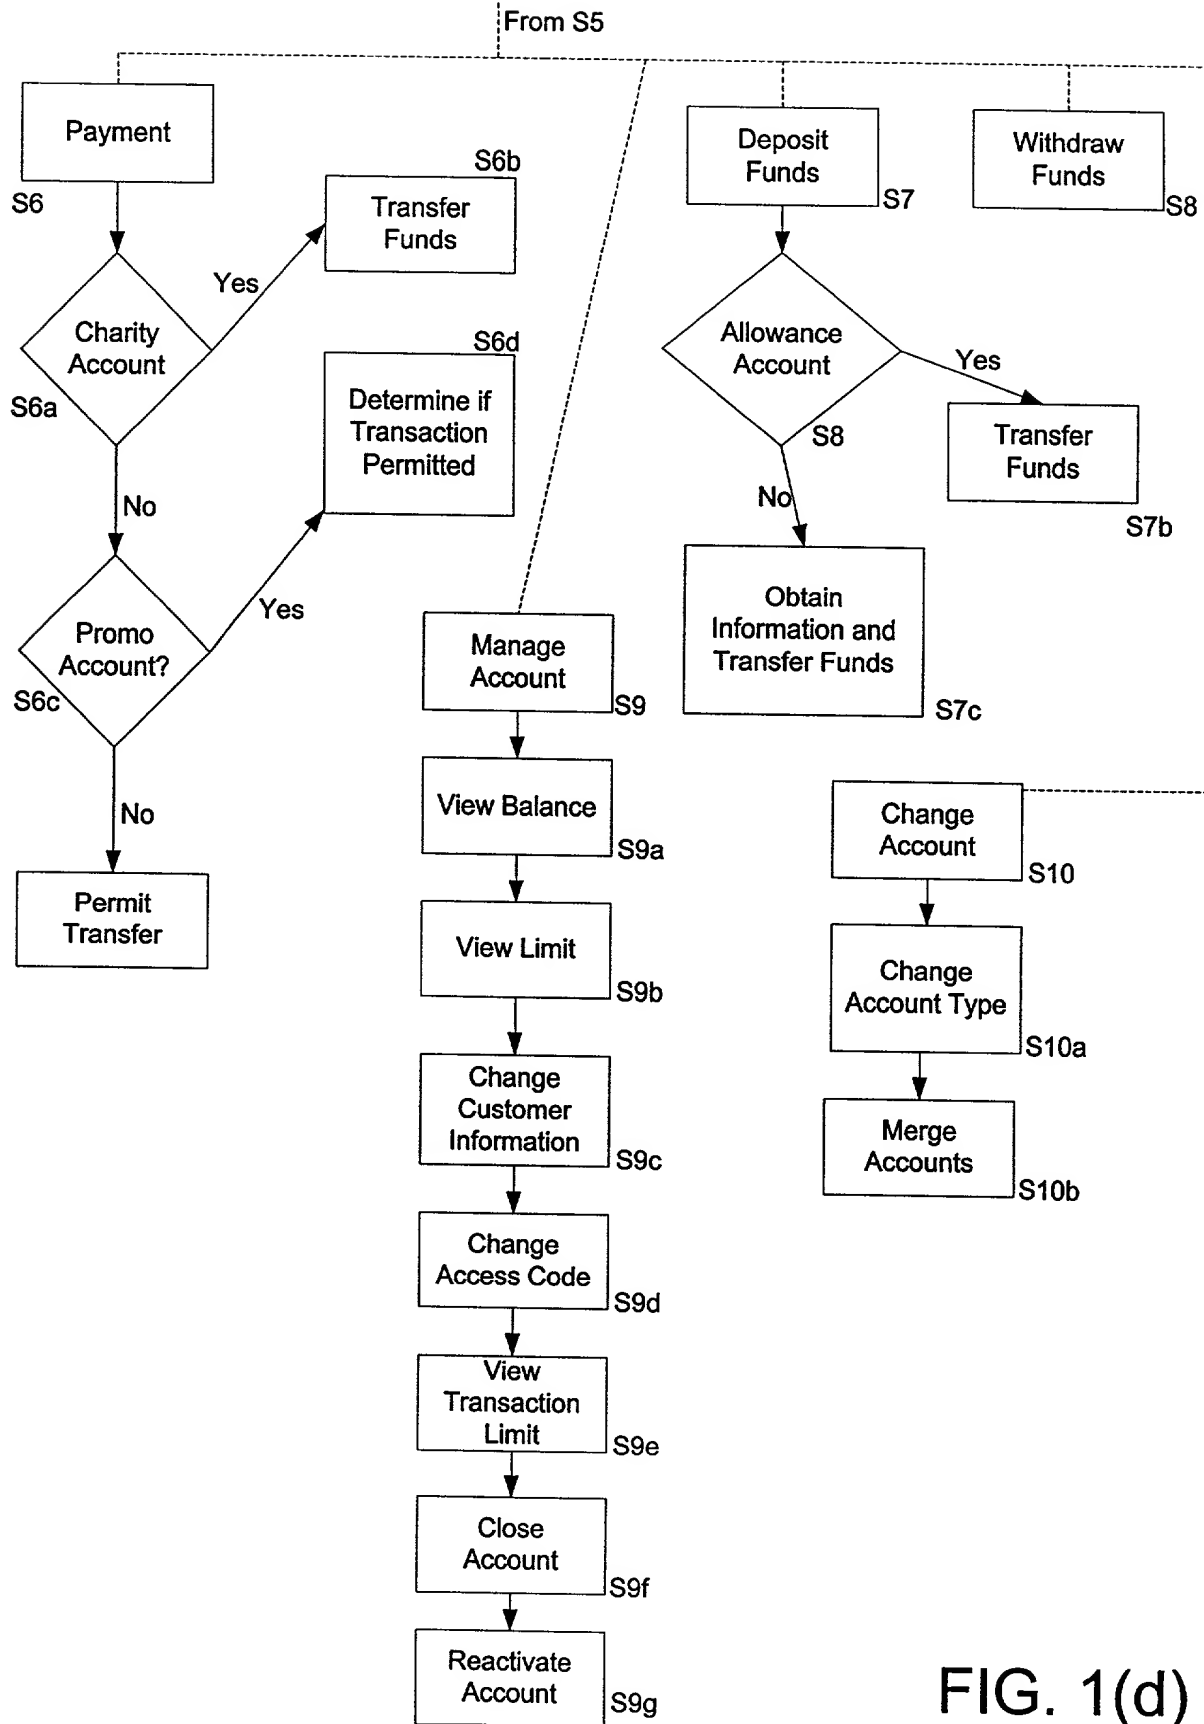 From S5
Payment
S6
Charity
Account
S6a
Yes
S6b
Transfer
Funds
No
Promo
Account?
S6c
Yes
S6d
Determine if
Transaction
Permitted
No
Permit
Transfer
Deposit
Funds
S7
Allowance
Account
S8
Yes
Transfer
Funds
S7b
No
Obtain
Information and
Transfer Funds
S7c
Withdraw
Funds
S8
Manage
Account
S9
View Balance
S9a
View Limit
S9b
Change
Customer
Information
S9c
Change
Access Code
S9d
View
Transaction
Limit
S9e
Close
Account
S9f
Reactivate
Account
S9g
Change
Account
S10
Change
Account Type
S10a
Merge
Accounts
S10b
FIG. 1(d)